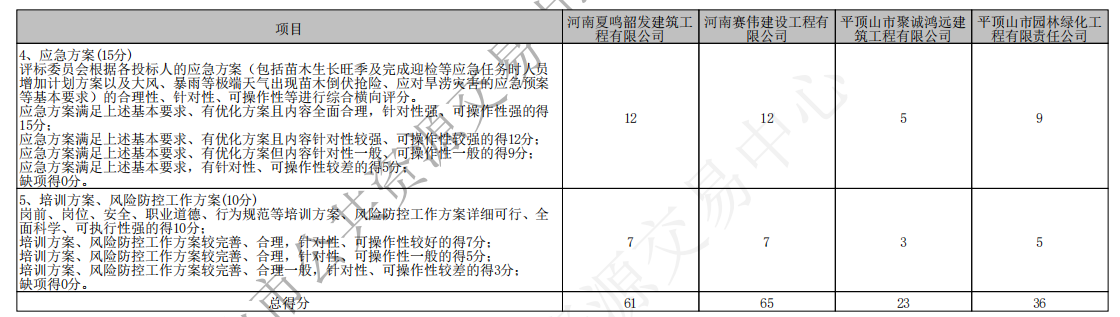 项目
河南夏鸣韶发建筑工
程有限公司
河南赛伟建设工程有
限公司
平顶山市聚诚鸿远建
筑工程有限公司
平顶山市园林绿化工
程有限责任公司
4、应急方案(15分)
评标委员会根据各投标人的应急方案（包括苗木生长旺季及完成迎检等应急任务时人员
增加计划方案以及大风、暴雨等极端天气出现苗木倒伏抢险、应对旱涝灾害的应急预案
等基本要求）的合理性、针对性、可操作性等进行综合横向评分。
应急方案满足上述基本要求、有优化方案且内容全面合理，针对性强、可操作性强的得
15分；
应急方案满足上述基本要求、有优化方案且内容针对性较强、可操作性较强的得12分；
应急方案满足上述基本要求、有优化方案但内容针对性一般、可操作性一般的得9分；
应急方案满足上述基本要求，有针对性、可操作性较差的得5分；
缺项得0分。
12
12
5
9
5、培训方案、风险防控工作方案(10分)
岗前、岗位、安全、职业道德、行为规范等培训方案、风险防控工作方案详细可行、全
面科学、可执行性强的得10分；
培训方案、风险防控工作方案较完善、合理，针对性、可操作性较好的得7分；
培训方案、风险防控工作方案较完善、合理，针对性、可操作性一般的得5分；
培训方案、风险防控工作方案较完善、合理一般，针对性、可操作性较差的得3分；
缺项得0分。
7
7
3
5
总得分
61
65
23
36
市公共资源交易中
源交易中心